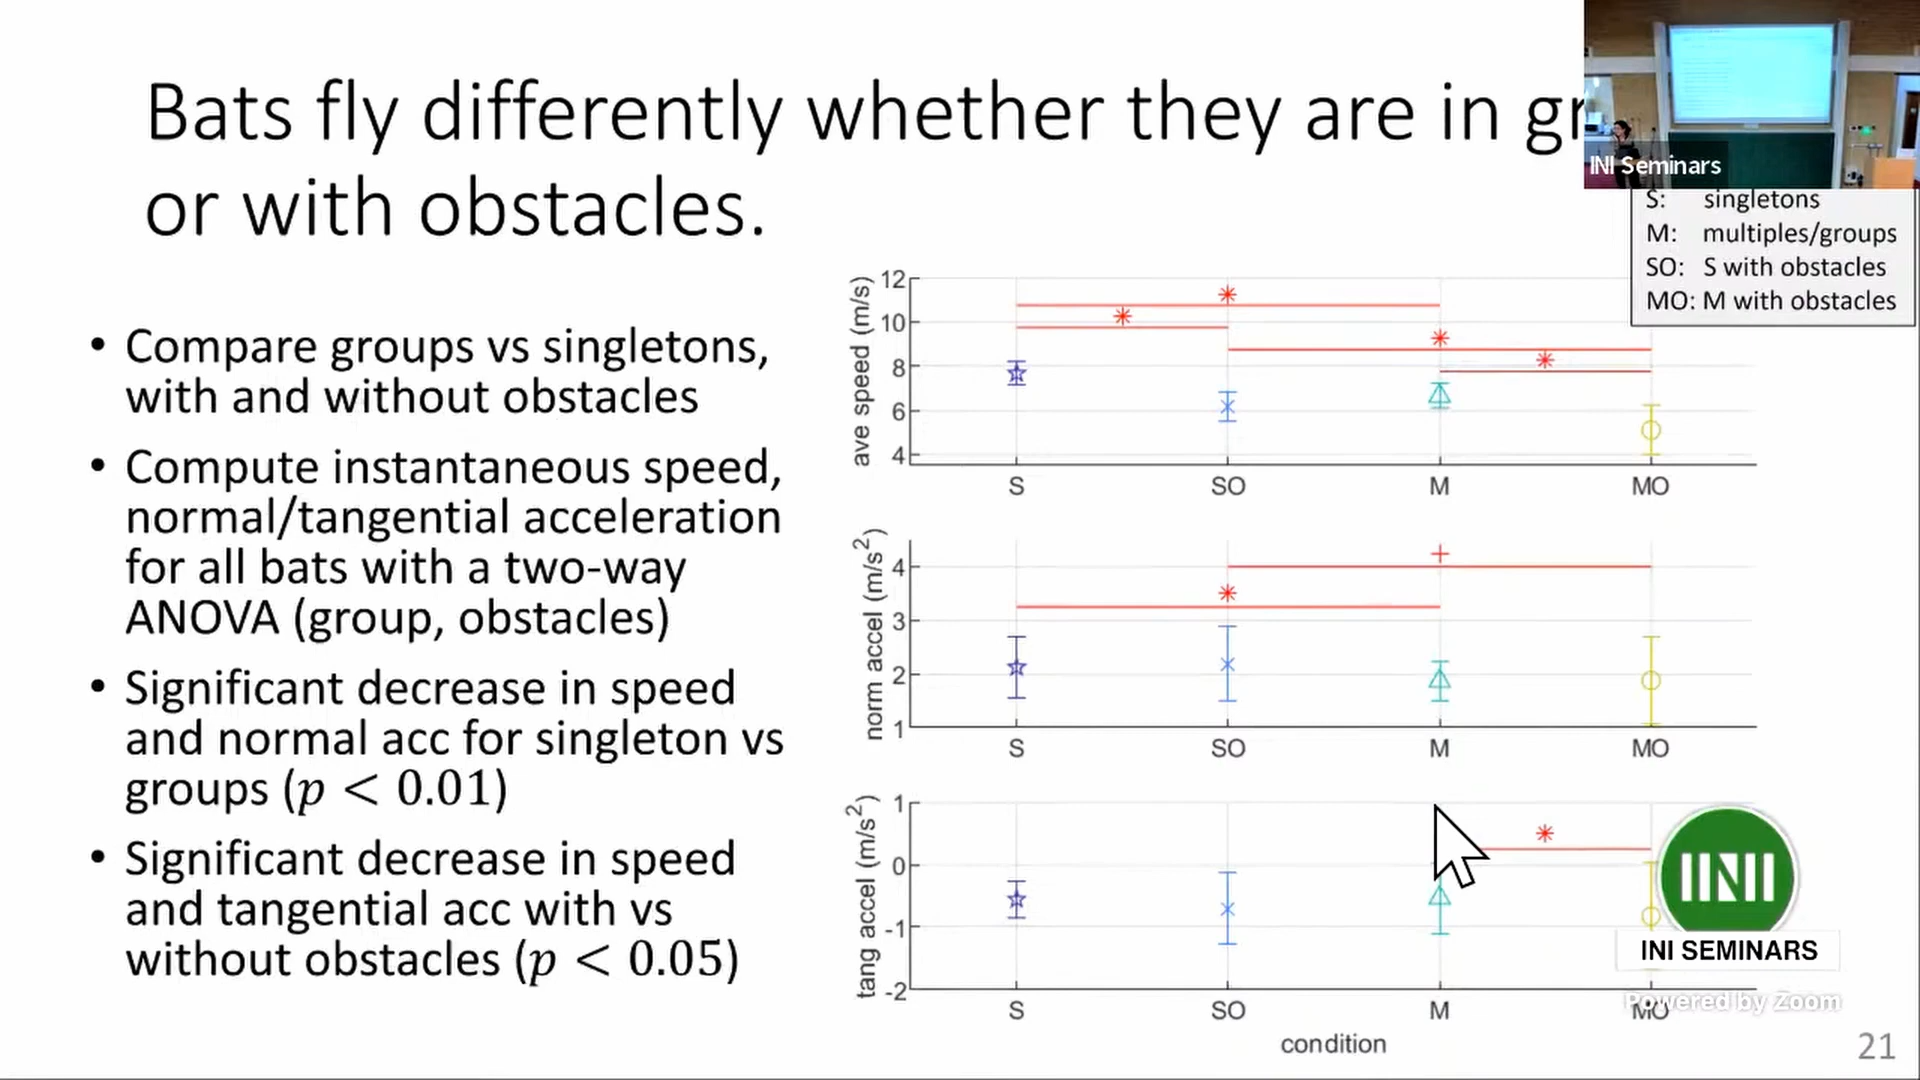 Bats fly differently whether they are in gr
or with obstacles.
INI Seminars
S: singletons
M: multiples/groups
SO: S with obstacles
MO: M with obstacles
• Compare groups vs singletons,
with and without obstacles
• Compute instantaneous speed,
normal/tangential acceleration
for all bats with a two-way
ANOVA (group, obstacles)
• Significant decrease in speed
and normal acc for singleton vs
groups (p < 0.01)
• Significant decrease in speed
and tangential acc with vs
without obstacles (p < 0.05)
ave speed (m/s)
12
10
8
6
4
S SO M MO
norm accel (m/s²)
4
3
2
1
S SO M MO
tang accel (m/s²)
1
0
-1
-2
S SO M MO
condition
INI
INI SEMINARS
Powered by Zoom
21